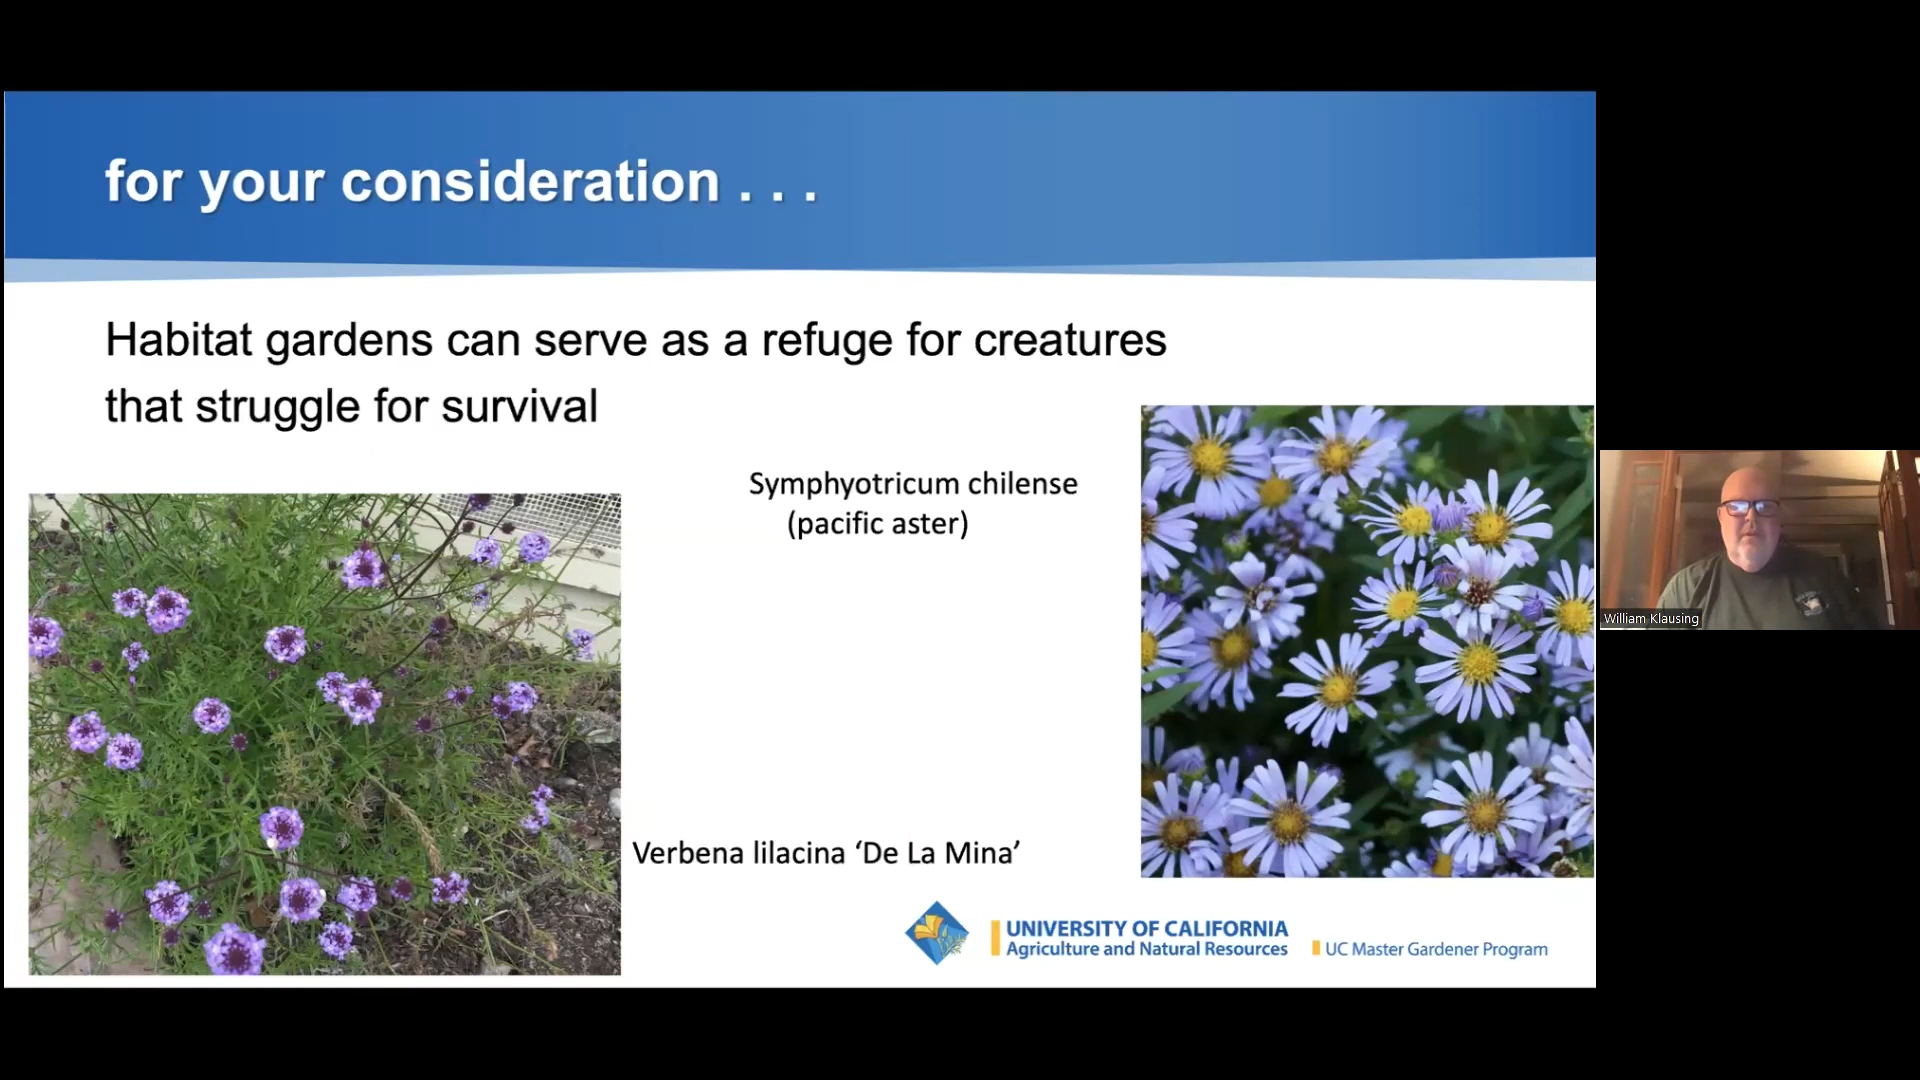 for your consideration . . .
Habitat gardens can serve as a refuge for creatures
that struggle for survival
Symphyotricum chilense
(pacific aster)
Verbena lilacina ‘De La Mina’
UNIVERSITY OF CALIFORNIA
Agriculture and Natural Resources
UC Master Gardener Program
William Klausing